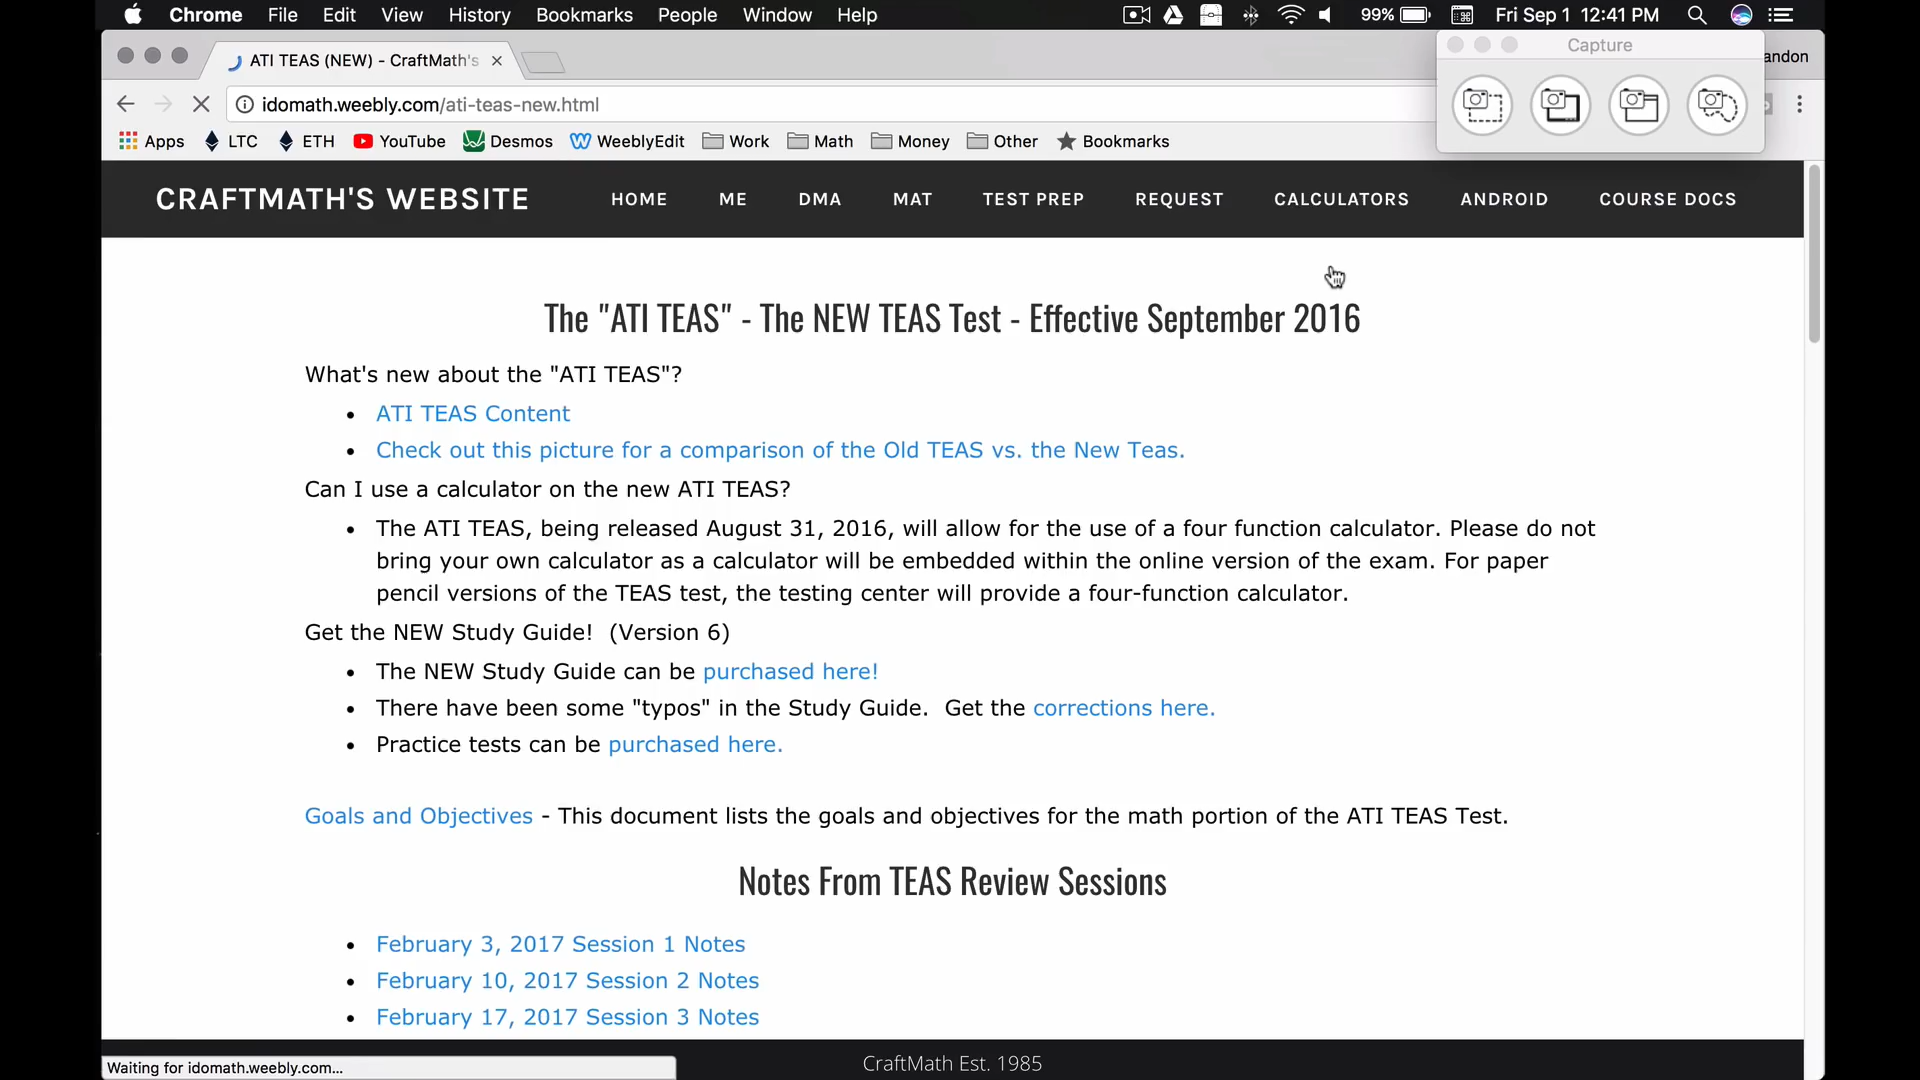 Chrome File Edit View History Bookmarks People Window Help 99% Fri Sep 1 12:41 PM
Capture
ATI TEAS (NEW) - CraftMath's
andon
idomath.weebly.com/ati-teas-new.html
Apps LTC ETH YouTube Desmos WeeblyEdit Work Math Money Other Bookmarks
CRAFTMATH'S WEBSITE HOME ME DMA MAT TEST PREP REQUEST CALCULATORS ANDROID COURSE DOCS
The "ATI TEAS" - The NEW TEAS Test - Effective September 2016
What's new about the "ATI TEAS"?
• ATI TEAS Content
• Check out this picture for a comparison of the Old TEAS vs. the New Teas.
Can I use a calculator on the new ATI TEAS?
• The ATI TEAS, being released August 31, 2016, will allow for the use of a four function calculator. Please do not
bring your own calculator as a calculator will be embedded within the online version of the exam. For paper
pencil versions of the TEAS test, the testing center will provide a four-function calculator.
Get the NEW Study Guide! (Version 6)
• The NEW Study Guide can be purchased here!
• There have been some "typos" in the Study Guide. Get the corrections here.
• Practice tests can be purchased here.
Goals and Objectives - This document lists the goals and objectives for the math portion of the ATI TEAS Test.
Notes From TEAS Review Sessions
• February 3, 2017 Session 1 Notes
• February 10, 2017 Session 2 Notes
• February 17, 2017 Session 3 Notes
CraftMath Est. 1985
Waiting for idomath.weebly.com...